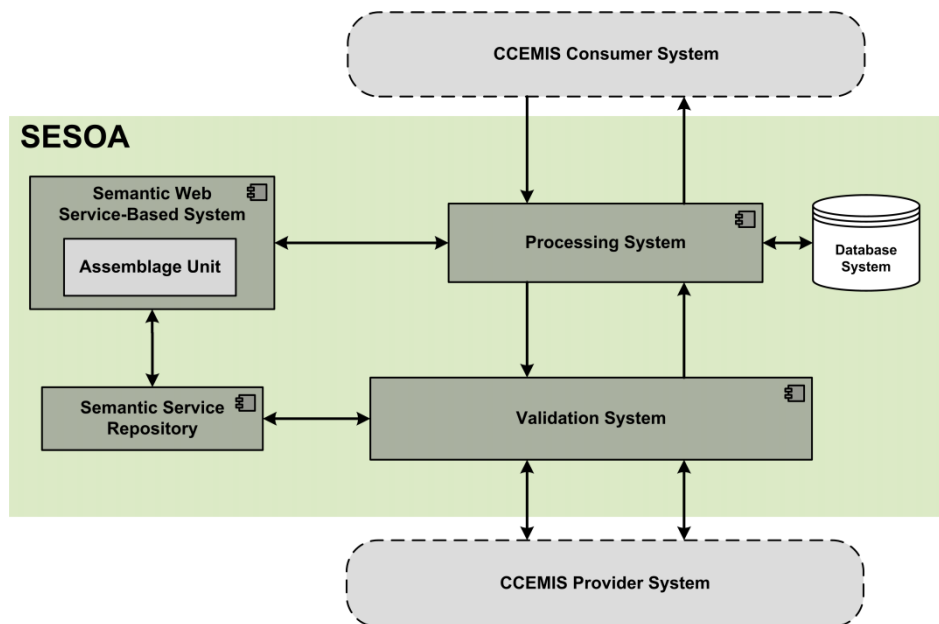 CCEMIS Consumer System
SESOA
Semantic Web
Service-Based System
Assemblage Unit
Processing System
Database
System
Semantic Service
Repository
Validation System
CCEMIS Provider System